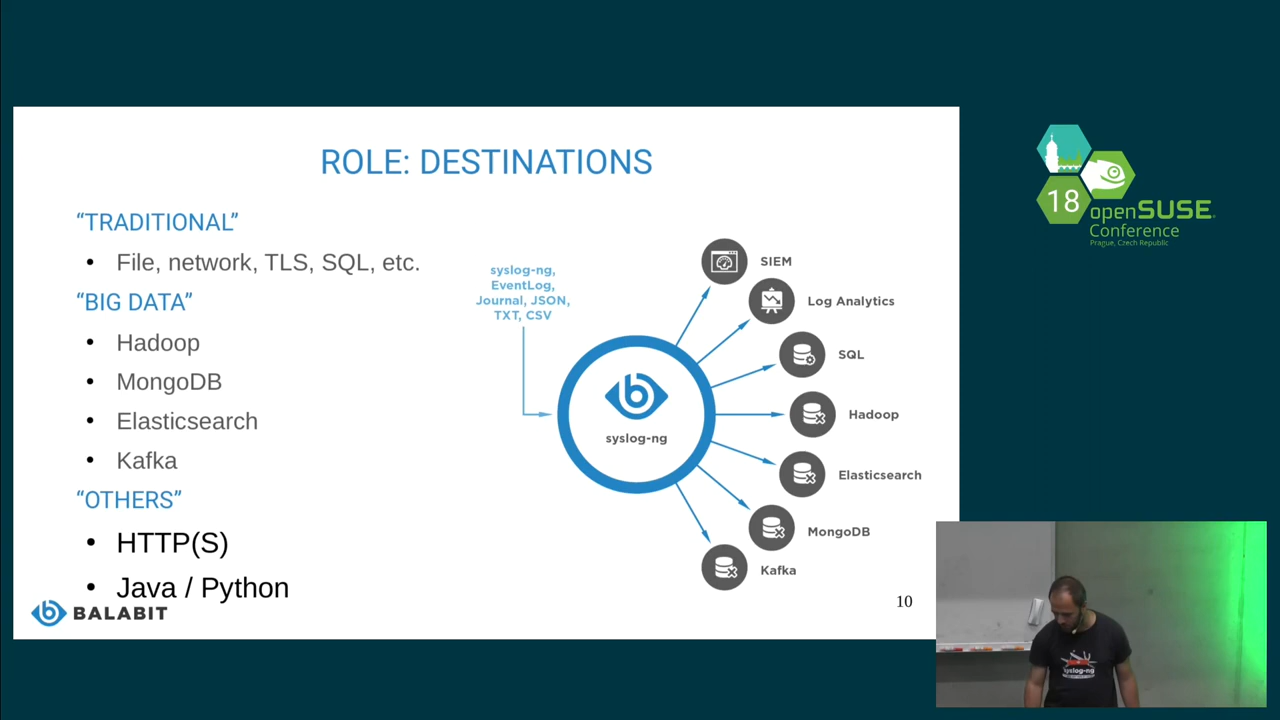 ROLE: DESTINATIONS
“TRADITIONAL”
• File, network, TLS, SQL, etc.
“BIG DATA”
• Hadoop
• MongoDB
• Elasticsearch
• Kafka
“OTHERS”
• HTTP(S)
• Java / Python
BALABIT
syslog-ng,
EventLog,
Journal, JSON,
TXT, CSV
syslog-ng
SIEM
Log Analytics
SQL
Hadoop
Elasticsearch
MongoDB
Kafka
10
18
openSUSE
Conference
Prague, Czech Republic
syslog-ng